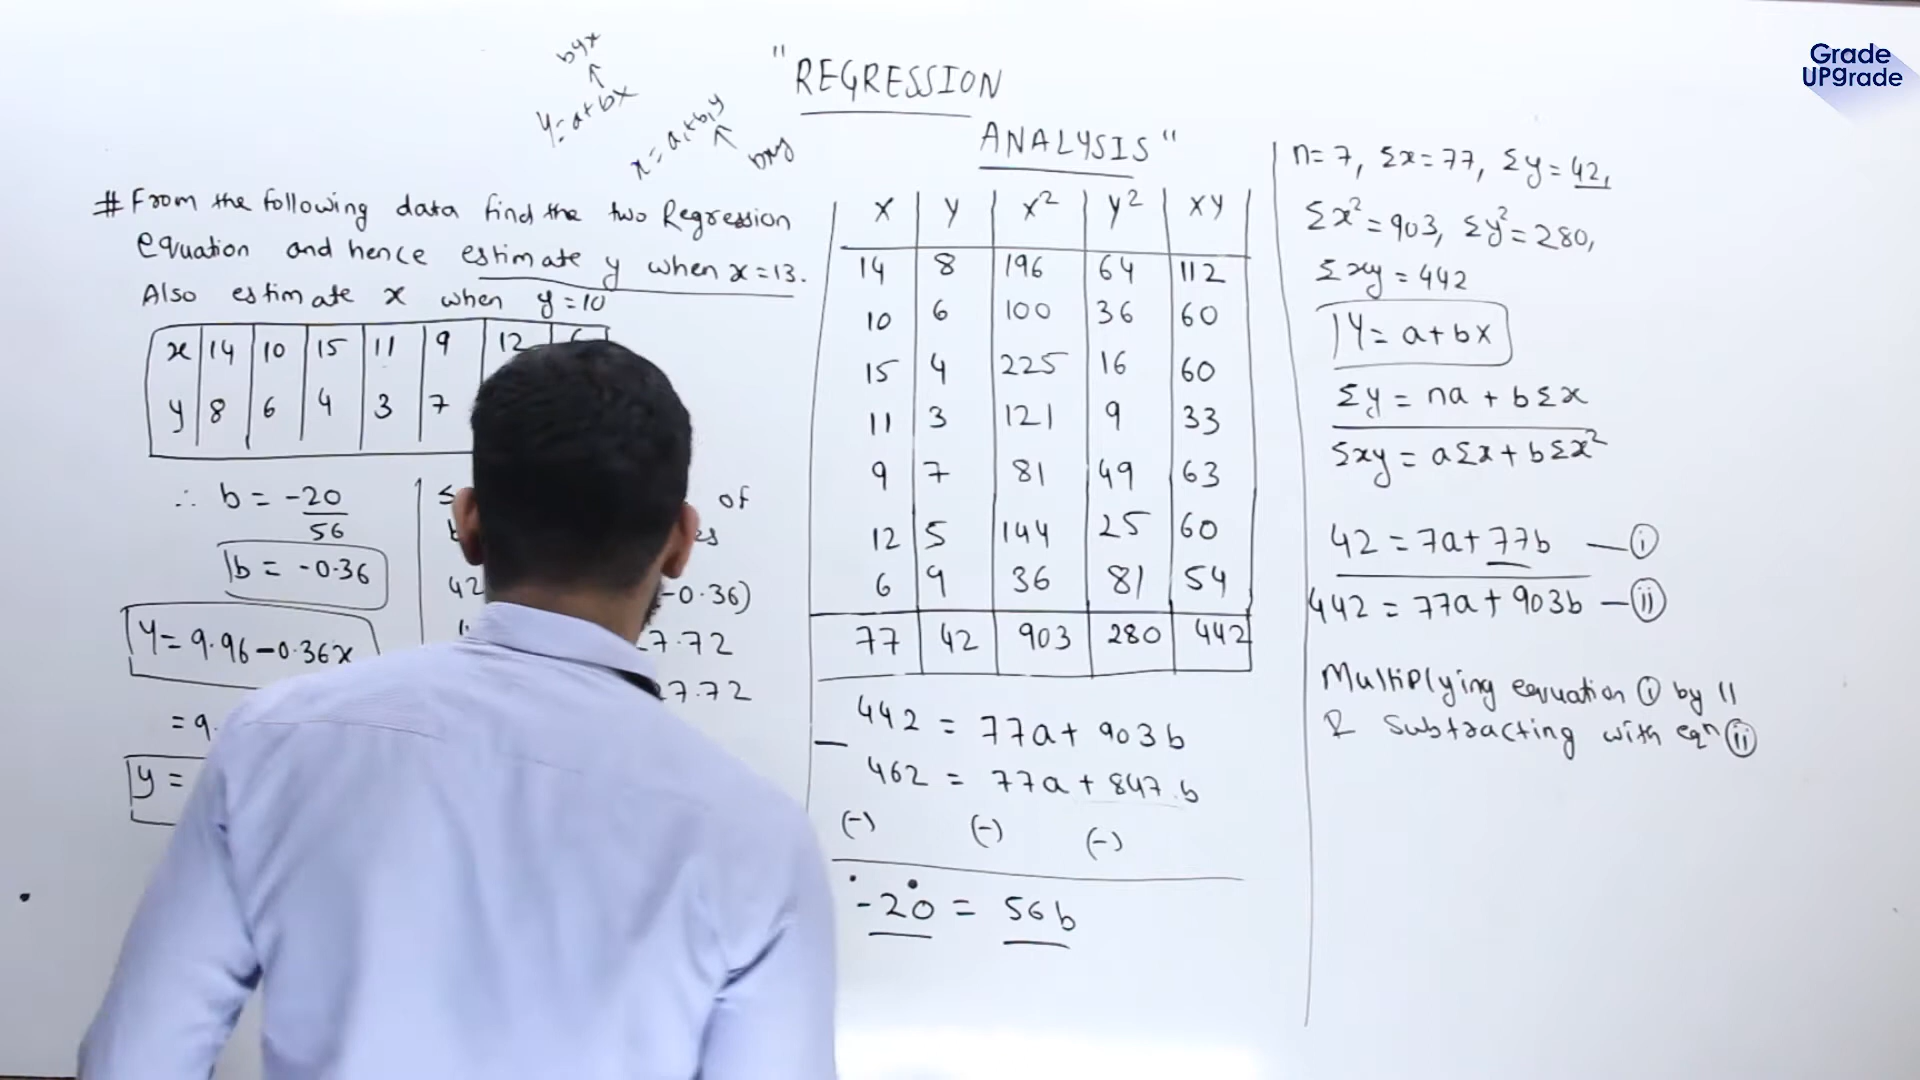 Grade
UPgrade
"REGRESSION
ANALYSIS"
byx
y=a+bx
x=a₁+b₁y
bxy
# From the following data find the two Regression
equation and hence estimate y when x=13.
Also estimate x when y=10
x 14 10 15 11 9 12
y 8 6 4 3 7
∴ b = -20
56
b = -0.36
Y = 9.96-0.36x
= 9.
y =
of
42 -0.36)
7.72
7.72
X Y X² Y² XY
14 8 196 64 112
10 6 100 36 60
15 4 225 16 60
11 3 121 9 33
9 7 81 49 63
12 5 144 25 60
6 9 36 81 54
77 42 903 280 442
442 = 77a + 903b
- 462 = 77a + 847.b
(-) (-) (-)
-20 = 56b
n=7, Σx=77, Σy=42,
Σx²=903, Σy²=280,
Σxy=442
Y = a+bx
Σy = na + bΣx
Σxy = aΣx + bΣx²
42 = 7a + 77b — (i)
442 = 77a + 903b — (ii)
Multiplying equation (i) by 11
& Subtracting with eqn (ii)